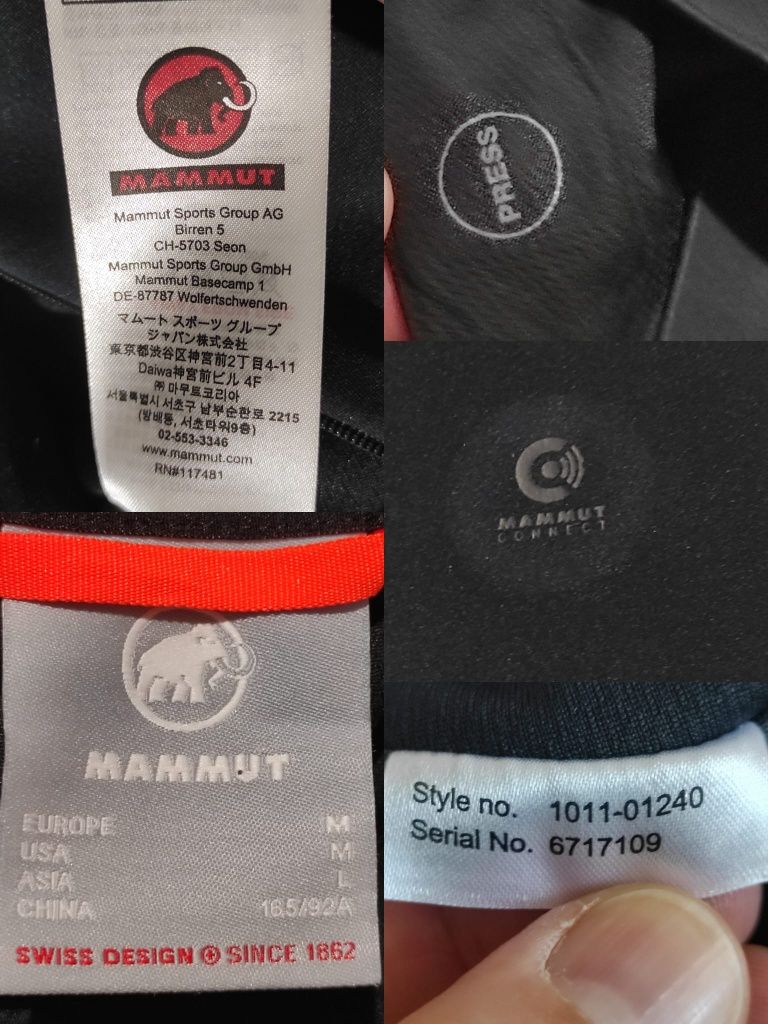 MAMMUT
Mammut Sports Group AG
Birren 5
CH-5703 Seon
Mammut Sports Group GmbH
Mammut Basecamp 1
DE-87787 Wolfertschwenden
マムート スポーツ グループ
ジャパン株式会社
東京都渋谷区神宮前2丁目4-11
Daiwa神宮前ビル 4F
㈜ 마무트코리아
서울특별시 서초구 남부순환로 2215
(방배동, 서초타워9층)
02-553-3346
www.mammut.com
RN#117481
PRESS
MAMMUT
CONNECT
MAMMUT
EUROPE M
USA M
ASIA L
CHINA 165/92A
SWISS DESIGN SINCE 1862
Style no. 1011-01240
Serial No. 6717109